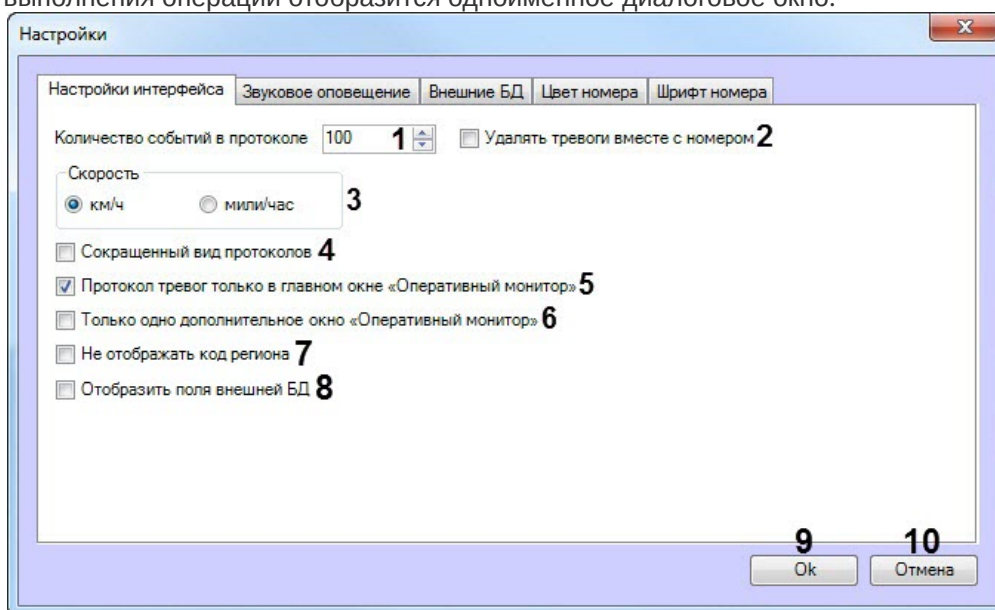 выполнения операции отобразится одноименное диалоговое окно.
Настройки
Настройки интерфейса Звуковое оповещение Внешние БД Цвет номера Шрифт номера
Количество событий в протоколе 100 1 Удалять тревоги вместе с номером 2
Скорость
км/ч мили/час 3
Сокращенный вид протоколов 4
Протокол тревог только в главном окне «Оперативный монитор» 5
Только одно дополнительное окно «Оперативный монитор» 6
Не отображать код региона 7
Отобразить поля внешней БД 8
9 10
Ok Отмена